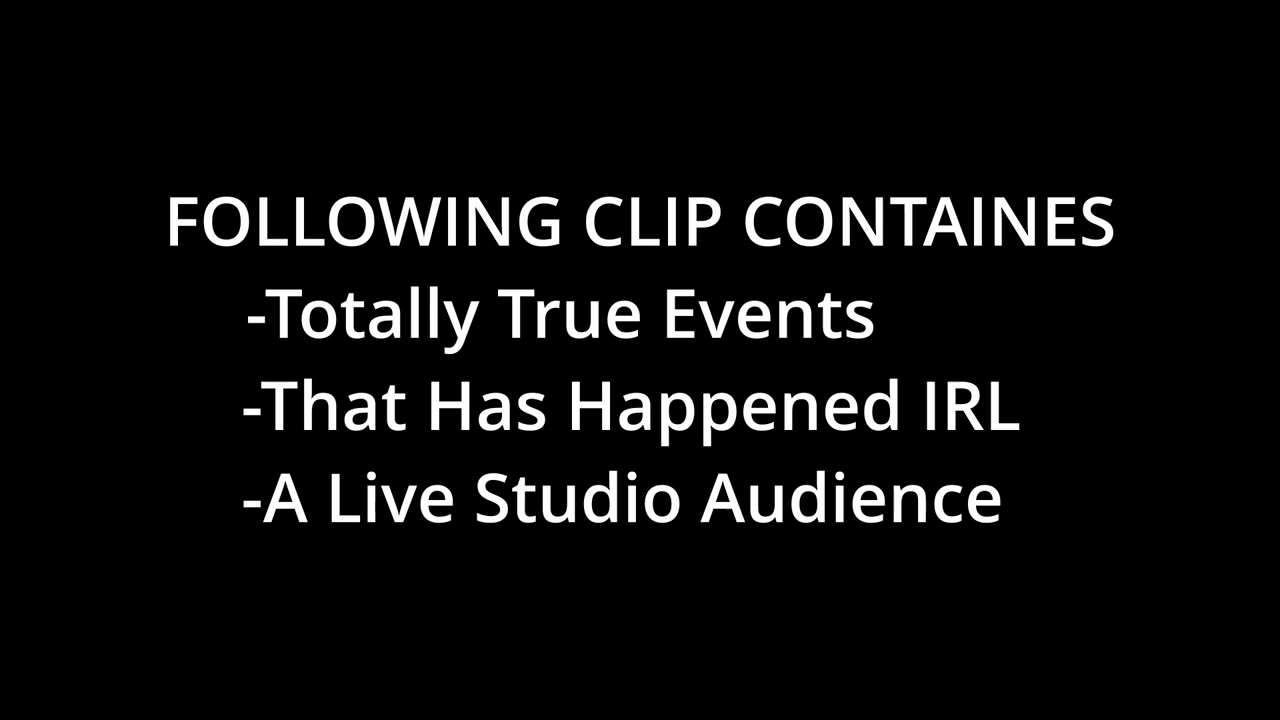 FOLLOWING CLIP CONTAINES
-Totally True Events
-That Has Happened IRL
-A Live Studio Audience